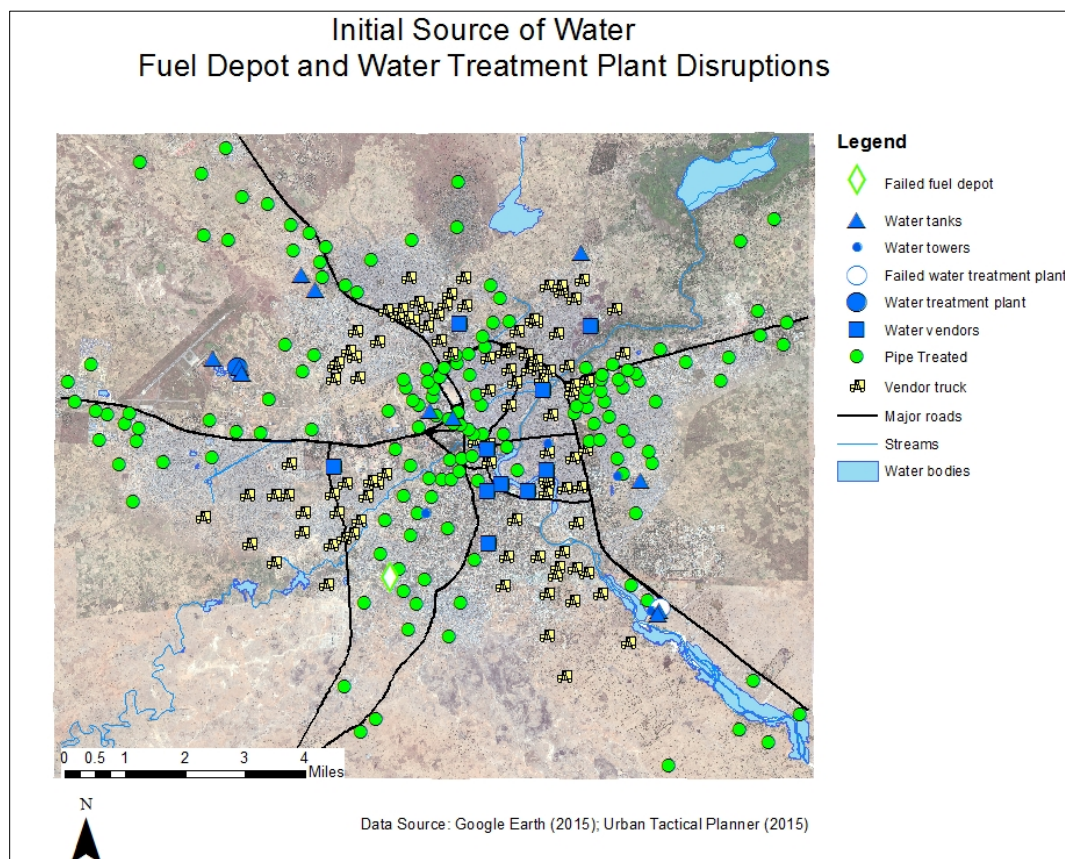 Initial Source of Water
Fuel Depot and Water Treatment Plant Disruptions
Legend
Failed fuel depot
Water tanks
Water towers
Failed water treatment plant
Water treatment plant
Water vendors
Pipe Treated
Vendor truck
Major roads
Streams
Water bodies
0 0.5 1 2 3 4
Miles
N
Data Source: Google Earth (2015); Urban Tactical Planner (2015)